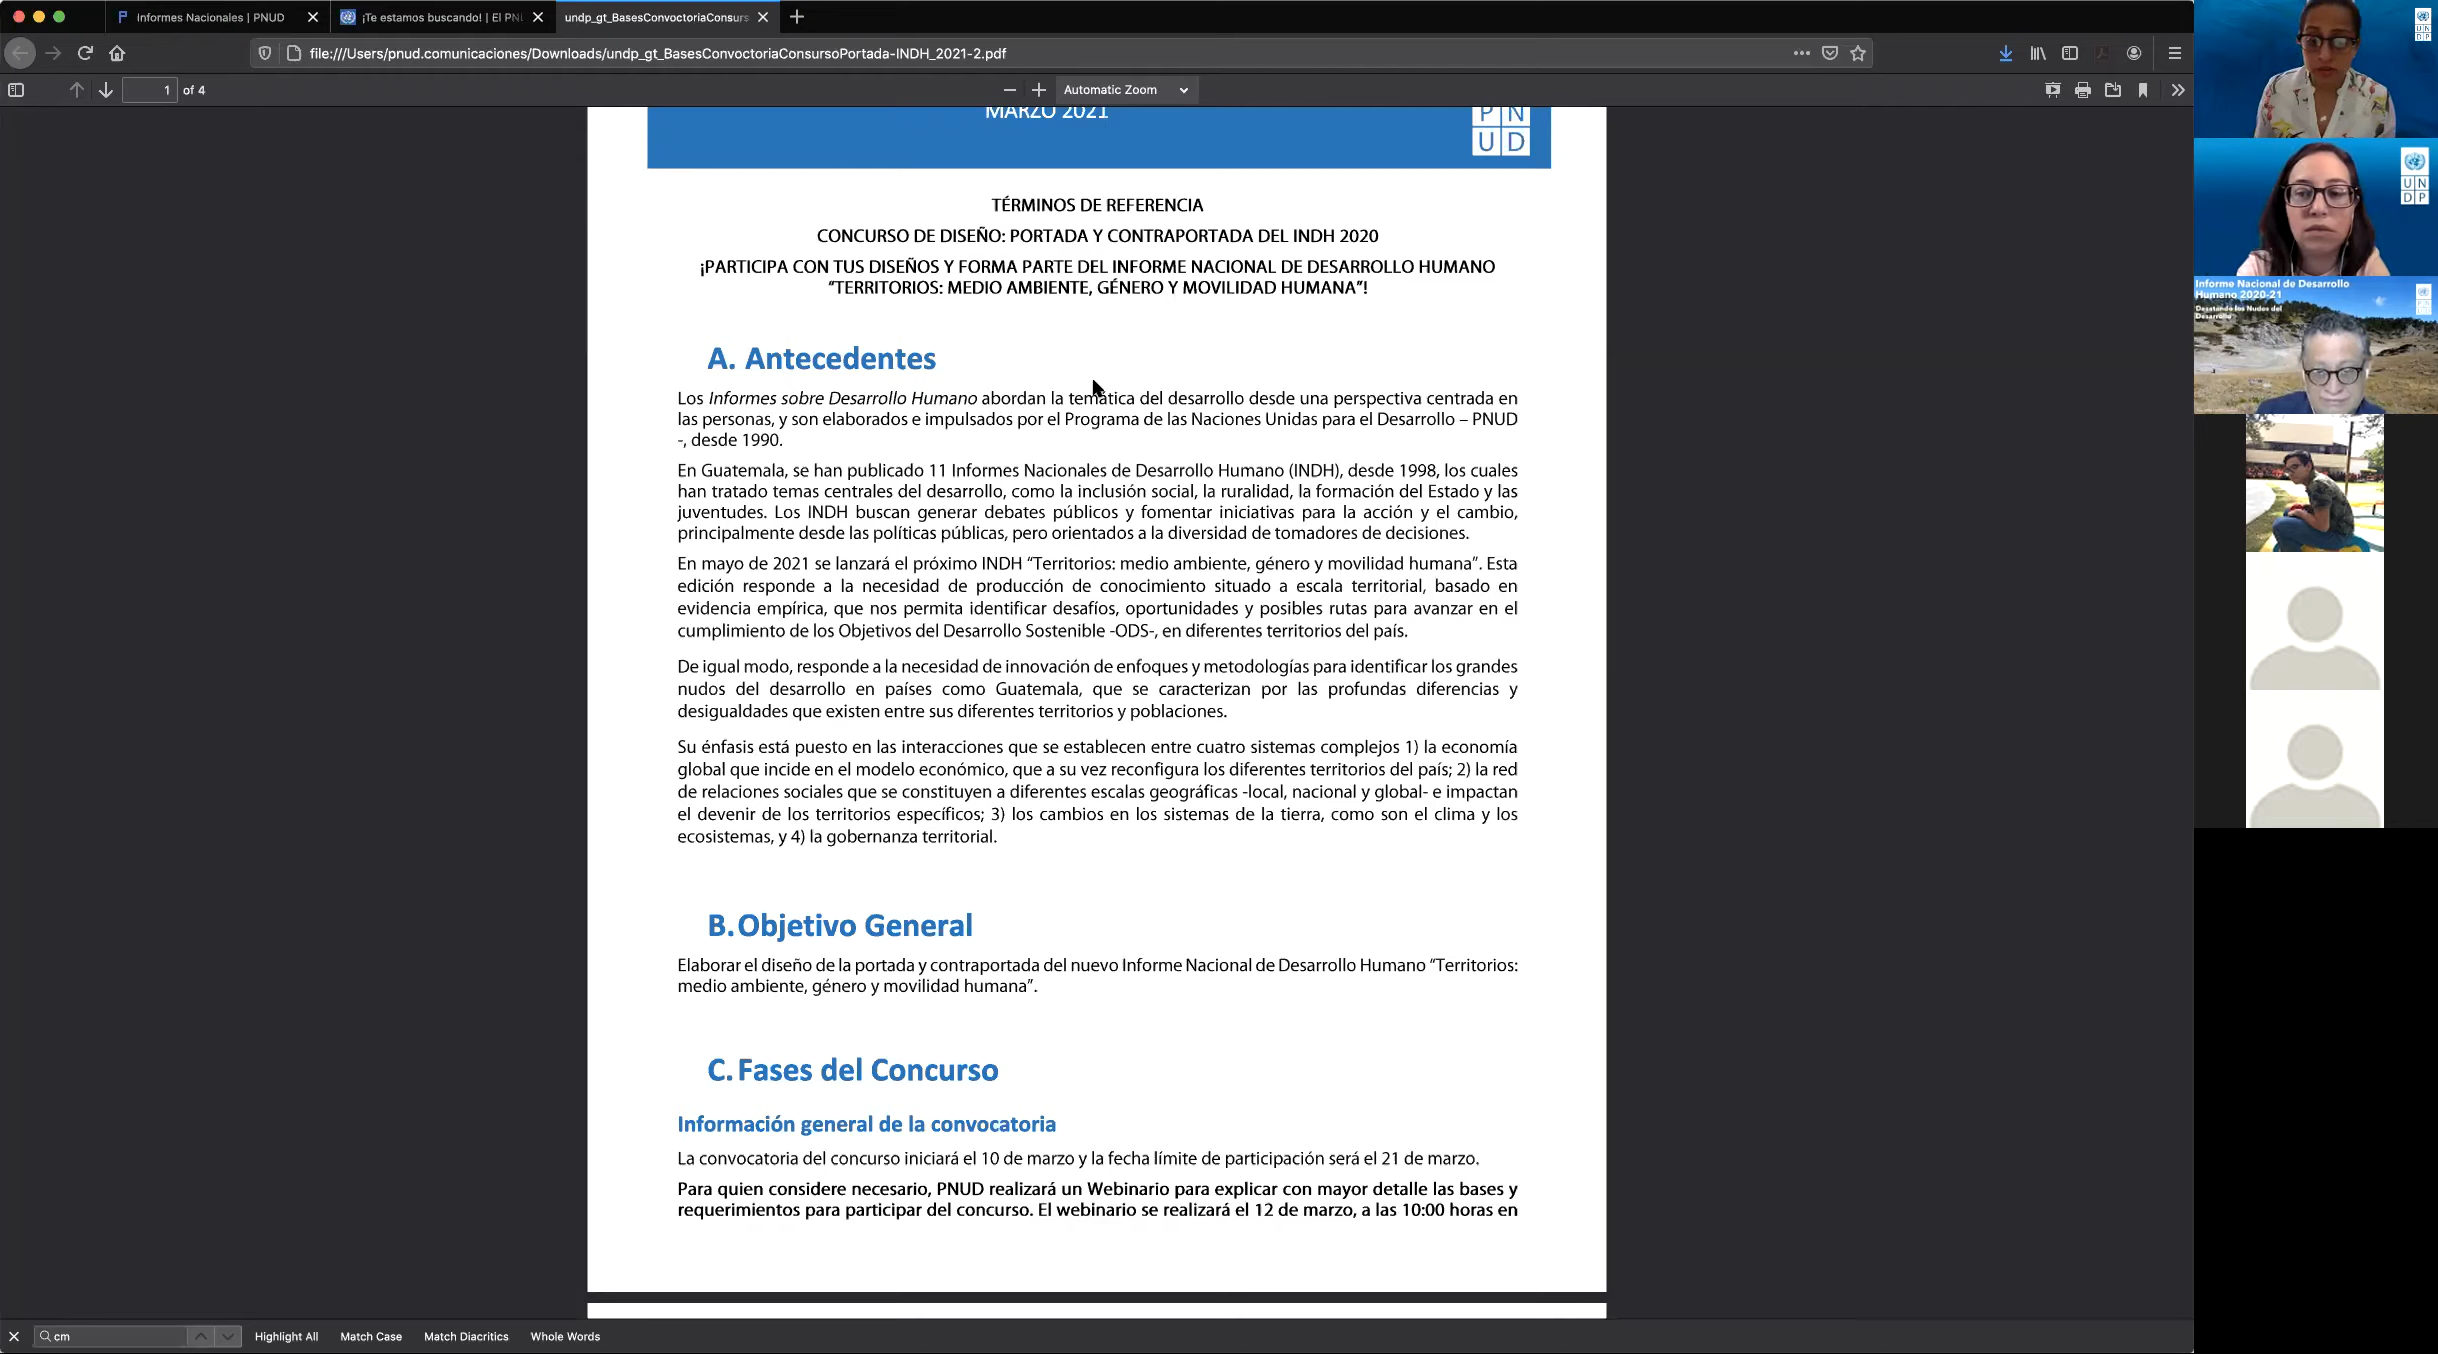 Informes Nacionales | PNUD
¡Te estamos buscando! | El PNU
undp_gt_BasesConvoctoriaConsurs
file:///Users/pnud.comunicaciones/Downloads/undp_gt_BasesConvoctoriaConsursoPortada-INDH_2021-2.pdf
1 of 4
Automatic Zoom
MARZO 2021
P N
U D
TÉRMINOS DE REFERENCIA
CONCURSO DE DISEÑO: PORTADA Y CONTRAPORTADA DEL INDH 2020
¡PARTICIPA CON TUS DISEÑOS Y FORMA PARTE DEL INFORME NACIONAL DE DESARROLLO HUMANO
“TERRITORIOS: MEDIO AMBIENTE, GÉNERO Y MOVILIDAD HUMANA”!
A. Antecedentes
Los Informes sobre Desarrollo Humano abordan la temática del desarrollo desde una perspectiva centrada en
las personas, y son elaborados e impulsados por el Programa de las Naciones Unidas para el Desarrollo – PNUD
-, desde 1990.
En Guatemala, se han publicado 11 Informes Nacionales de Desarrollo Humano (INDH), desde 1998, los cuales
han tratado temas centrales del desarrollo, como la inclusión social, la ruralidad, la formación del Estado y las
juventudes. Los INDH buscan generar debates públicos y fomentar iniciativas para la acción y el cambio,
principalmente desde las políticas públicas, pero orientados a la diversidad de tomadores de decisiones.
En mayo de 2021 se lanzará el próximo INDH “Territorios: medio ambiente, género y movilidad humana”. Esta
edición responde a la necesidad de producción de conocimiento situado a escala territorial, basado en
evidencia empírica, que nos permita identificar desafíos, oportunidades y posibles rutas para avanzar en el
cumplimiento de los Objetivos del Desarrollo Sostenible -ODS-, en diferentes territorios del país.
De igual modo, responde a la necesidad de innovación de enfoques y metodologías para identificar los grandes
nudos del desarrollo en países como Guatemala, que se caracterizan por las profundas diferencias y
desigualdades que existen entre sus diferentes territorios y poblaciones.
Su énfasis está puesto en las interacciones que se establecen entre cuatro sistemas complejos 1) la economía
global que incide en el modelo económico, que a su vez reconfigura los diferentes territorios del país; 2) la red
de relaciones sociales que se constituyen a diferentes escalas geográficas -local, nacional y global- e impactan
el devenir de los territorios específicos; 3) los cambios en los sistemas de la tierra, como son el clima y los
ecosistemas, y 4) la gobernanza territorial.
B. Objetivo General
Elaborar el diseño de la portada y contraportada del nuevo Informe Nacional de Desarrollo Humano “Territorios:
medio ambiente, género y movilidad humana”.
C. Fases del Concurso
Información general de la convocatoria
La convocatoria del concurso iniciará el 10 de marzo y la fecha límite de participación será el 21 de marzo.
Para quien considere necesario, PNUD realizará un Webinario para explicar con mayor detalle las bases y
requerimientos para participar del concurso. El webinario se realizará el 12 de marzo, a las 10:00 horas en
cm
Highlight All
Match Case
Match Diacritics
Whole Words
U N
D P
U N
D P
Informe Nacional de Desarrollo
Humano 2020-21
Desatando los Nudos del
Desarrollo